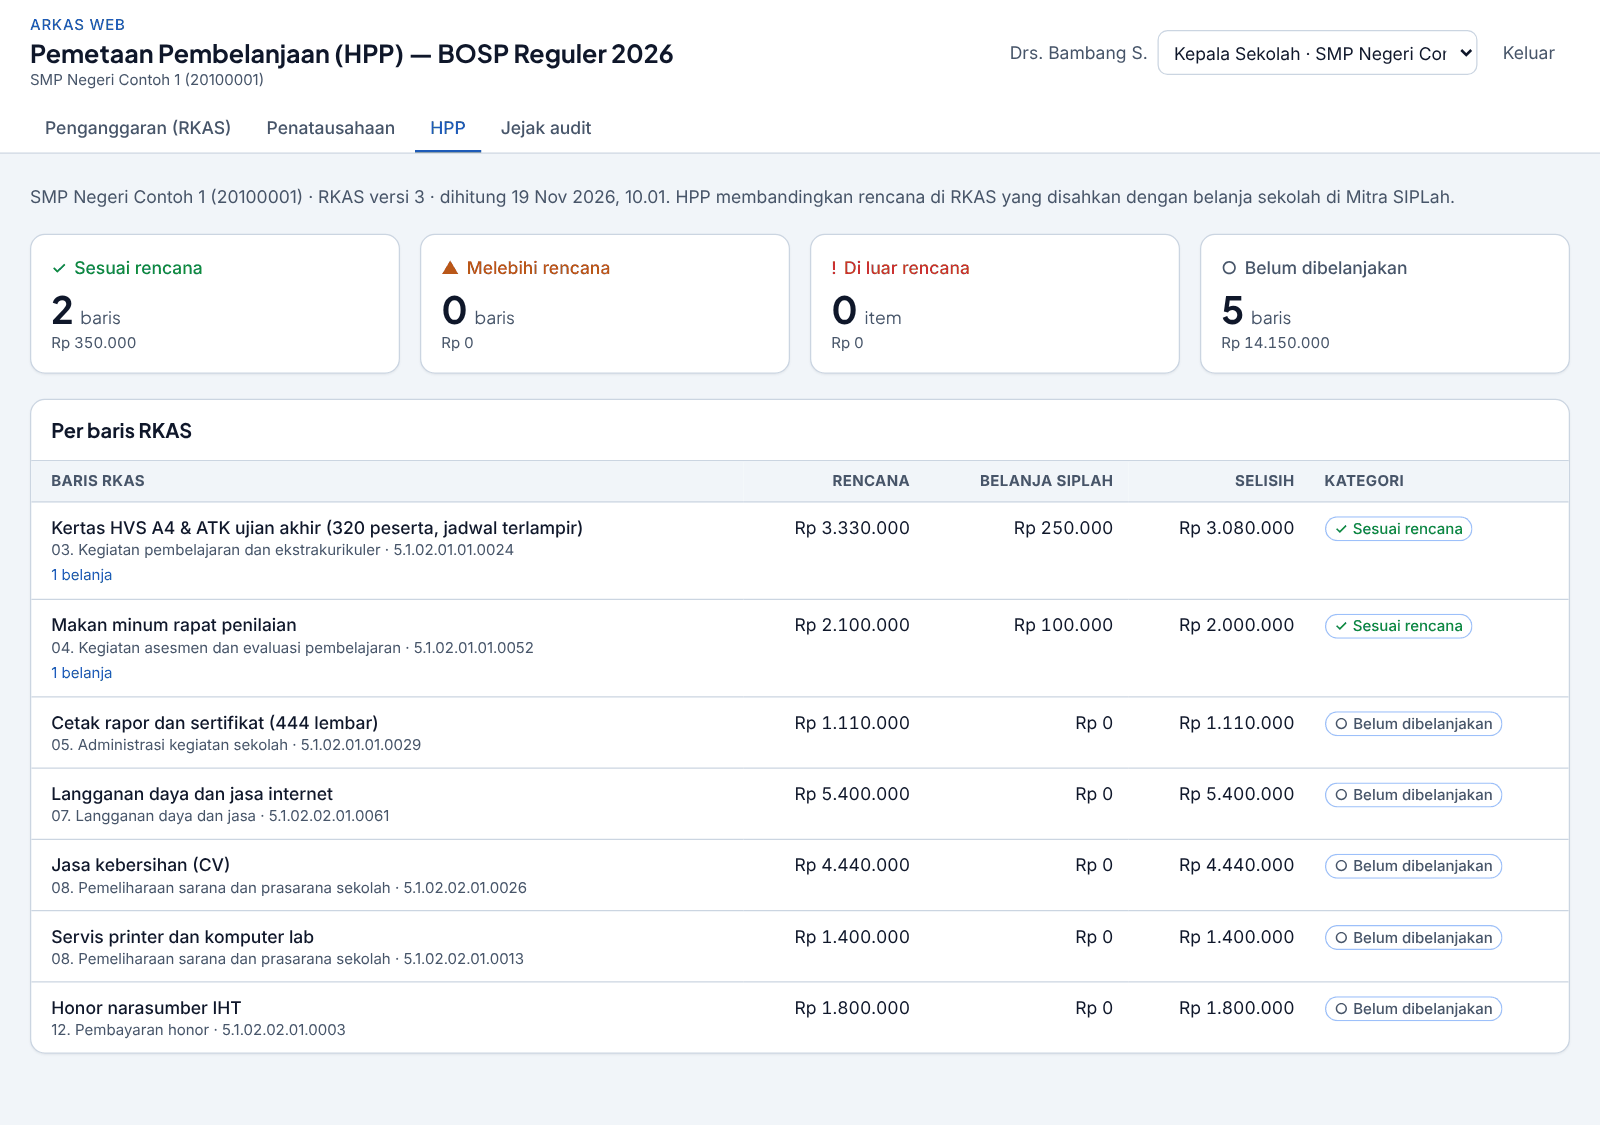 ARKAS WEB
Pemetaan Pembelanjaan (HPP) — BOSP Reguler 2026
SMP Negeri Contoh 1 (20100001)
Drs. Bambang S.
Kepala Sekolah · SMP Negeri Cor
Keluar
Penganggaran (RKAS) Penatausahaan HPP Jejak audit
SMP Negeri Contoh 1 (20100001) · RKAS versi 3 · dihitung 19 Nov 2026, 10.01. HPP membandingkan rencana di RKAS yang disahkan dengan belanja sekolah di Mitra SIPLah.
✓ Sesuai rencana
2 baris
Rp 350.000
▲ Melebihi rencana
0 baris
Rp 0
! Di luar rencana
0 item
Rp 0
○ Belum dibelanjakan
5 baris
Rp 14.150.000
Per baris RKAS
BARIS RKAS RENCANA BELANJA SIPLAH SELISIH KATEGORI
Kertas HVS A4 & ATK ujian akhir (320 peserta, jadwal terlampir) Rp 3.330.000 Rp 250.000 Rp 3.080.000 ✓ Sesuai rencana
03. Kegiatan pembelajaran dan ekstrakurikuler · 5.1.02.01.01.0024
1 belanja
Makan minum rapat penilaian Rp 2.100.000 Rp 100.000 Rp 2.000.000 ✓ Sesuai rencana
04. Kegiatan asesmen dan evaluasi pembelajaran · 5.1.02.01.01.0052
1 belanja
Cetak rapor dan sertifikat (444 lembar) Rp 1.110.000 Rp 0 Rp 1.110.000 ○ Belum dibelanjakan
05. Administrasi kegiatan sekolah · 5.1.02.01.01.0029
Langganan daya dan jasa internet Rp 5.400.000 Rp 0 Rp 5.400.000 ○ Belum dibelanjakan
07. Langganan daya dan jasa · 5.1.02.02.01.0061
Jasa kebersihan (CV) Rp 4.440.000 Rp 0 Rp 4.440.000 ○ Belum dibelanjakan
08. Pemeliharaan sarana dan prasarana sekolah · 5.1.02.02.01.0026
Servis printer dan komputer lab Rp 1.400.000 Rp 0 Rp 1.400.000 ○ Belum dibelanjakan
08. Pemeliharaan sarana dan prasarana sekolah · 5.1.02.02.01.0013
Honor narasumber IHT Rp 1.800.000 Rp 0 Rp 1.800.000 ○ Belum dibelanjakan
12. Pembayaran honor · 5.1.02.02.01.0003